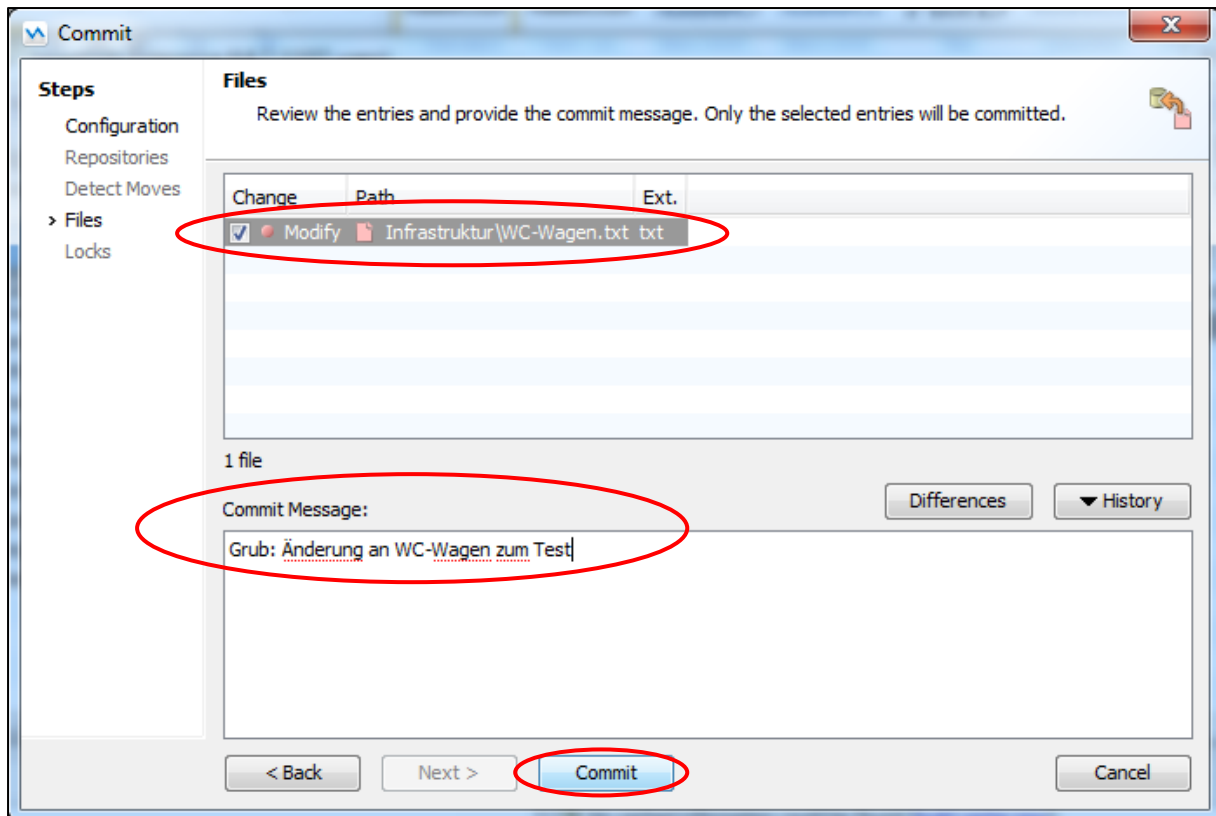 Commit
X
Steps
Configuration
Repositories
Detect Moves
> Files
Locks
Files
Review the entries and provide the commit message. Only the selected entries will be committed.
Change Path Ext.
Modify Infrastruktur\WC-Wagen.txt txt
1 file
Differences
History
Commit Message:
Grub: Änderung an WC-Wagen zum Test
< Back
Next >
Commit
Cancel